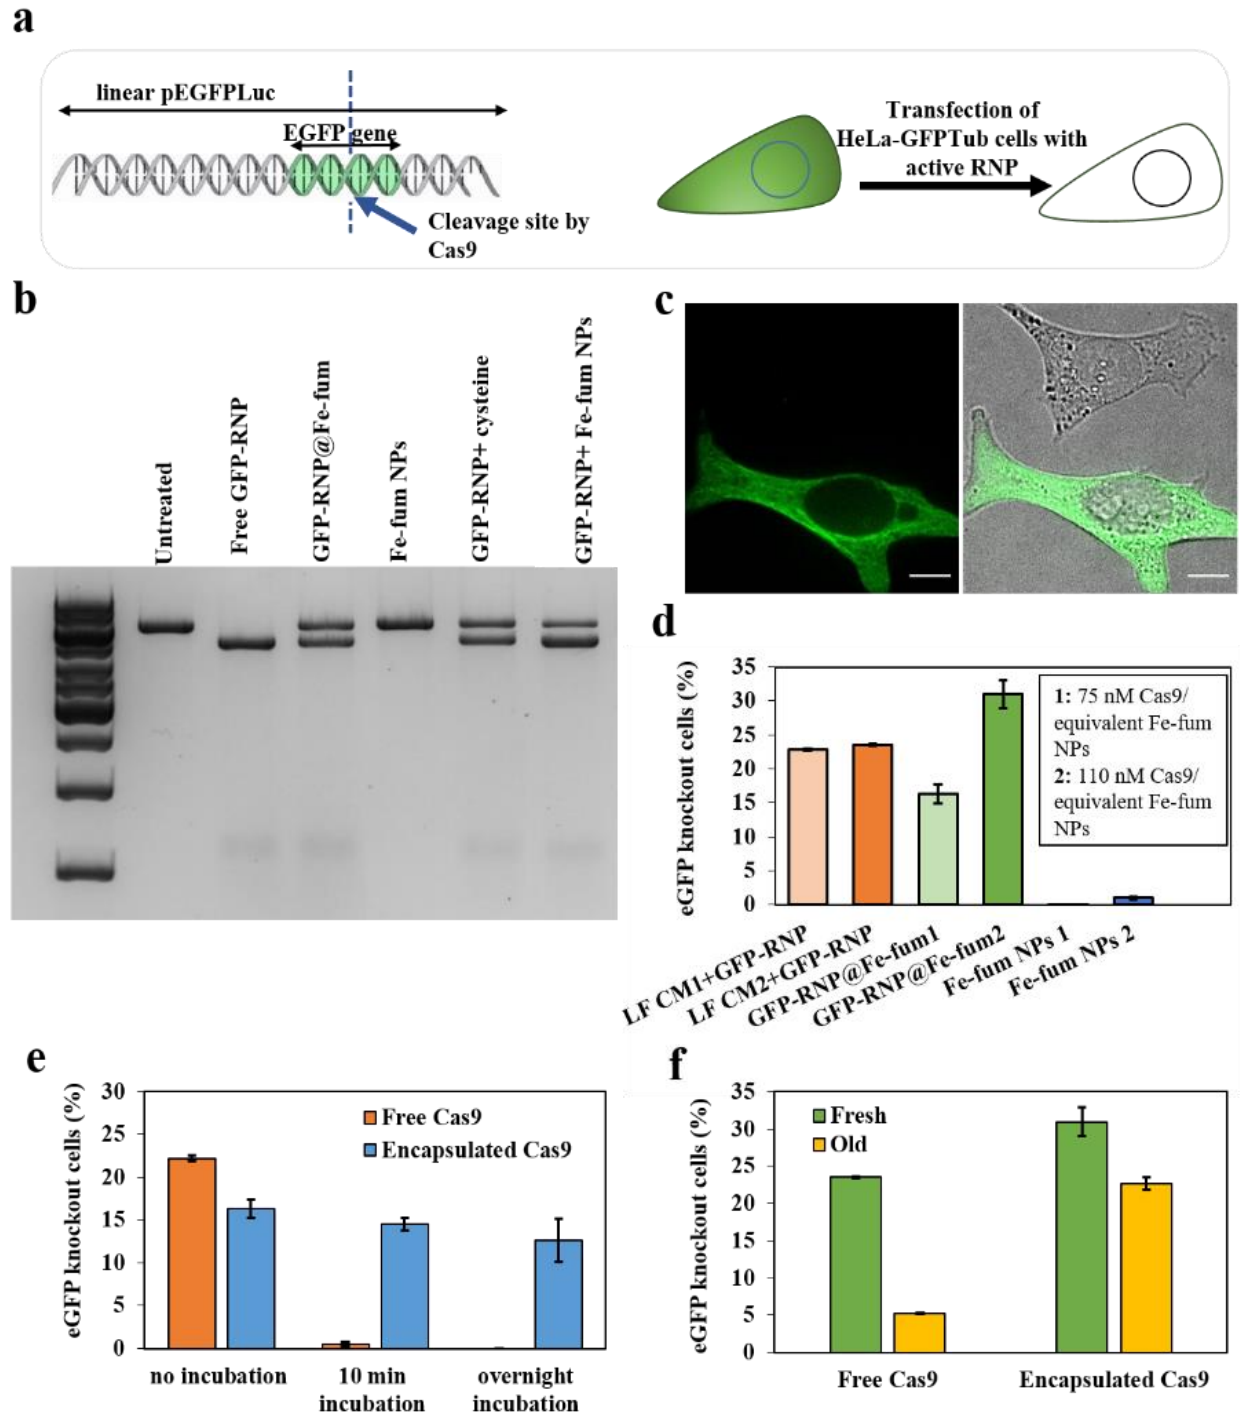 a
linear pEGFPLuc
EGFP gene
Cleavage site by
Cas9
Transfection of
HeLa-GFPTub cells with
active RNP
b
Untreated
Free GFP-RNP
GFP-RNP@Fe-fum
Fe-fum NPs
GFP-RNP+ cysteine
GFP-RNP+ Fe-fum NPs
c
d
eGFP knockout cells (%)
35
30
25
20
15
10
5
0
1: 75 nM Cas9/
equivalent Fe-fum
NPs
2: 110 nM Cas9/
equivalent Fe-fum
NPs
LF CM1+GFP-RNP
LF CM2+GFP-RNP
GFP-RNP@Fe-fum1
GFP-RNP@Fe-fum2
Fe-fum NPs 1
Fe-fum NPs 2
e
eGFP knockout cells (%)
30
25
20
15
10
5
0
Free Cas9
Encapsulated Cas9
no incubation
10 min
incubation
overnight
incubation
f
eGFP knockout cells (%)
35
30
25
20
15
10
5
0
Fresh
Old
Free Cas9
Encapsulated Cas9